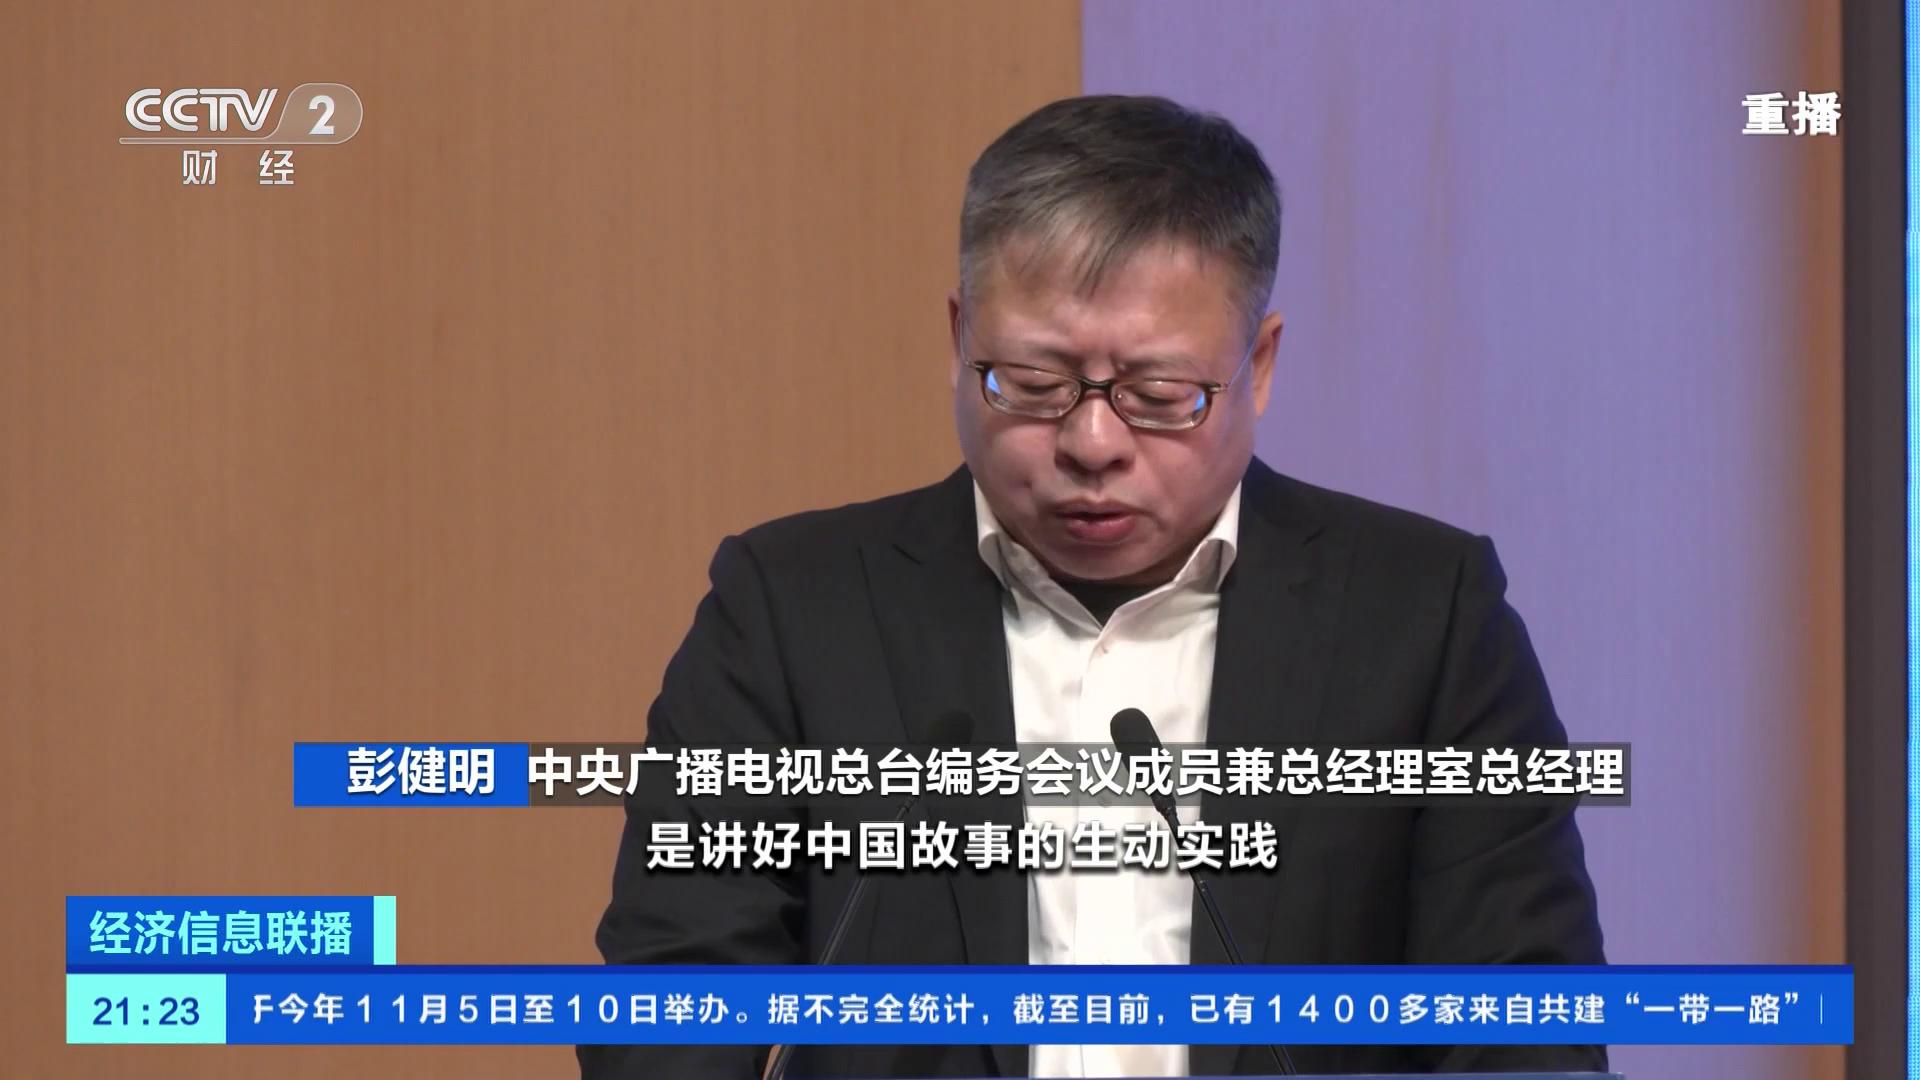 CCTV 2
财 经
重播
彭健明 中央广播电视总台编务会议成员兼总经理室总经理
是讲好中国故事的生动实践
经济信息联播
21:23 今年11月5日至10日举办。据不完全统计，截至目前，已有1400多家来自共建“一带一路”